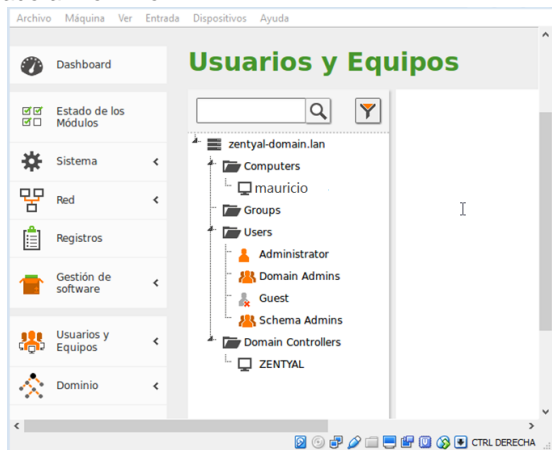 Archivo Máquina Ver Entrada Dispositivos Ayuda
Dashboard
Estado de los
Módulos
Sistema
Red
Registros
Gestión de
software
Usuarios y
Equipos
Dominio
Usuarios y Equipos
zentyal-domain.lan
Computers
mauricio
Groups
Users
Administrator
Domain Admins
Guest
Schema Admins
Domain Controllers
ZENTYAL
CTRL DERECHA